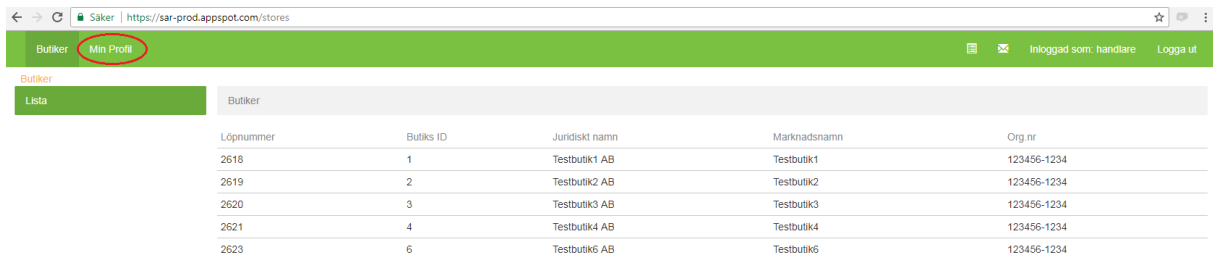 Säker | https://sar-prod.appspot.com/stores
Butiker Min Profil Inloggad som: handlare Logga ut
Butiker
Lista Butiker
Löpnummer Butiks ID Juridiskt namn Marknadsnamn Org.nr
2618 1 Testbutik1 AB Testbutik1 123456-1234
2619 2 Testbutik2 AB Testbutik2 123456-1234
2620 3 Testbutik3 AB Testbutik3 123456-1234
2621 4 Testbutik4 AB Testbutik4 123456-1234
2623 6 Testbutik6 AB Testbutik6 123456-1234